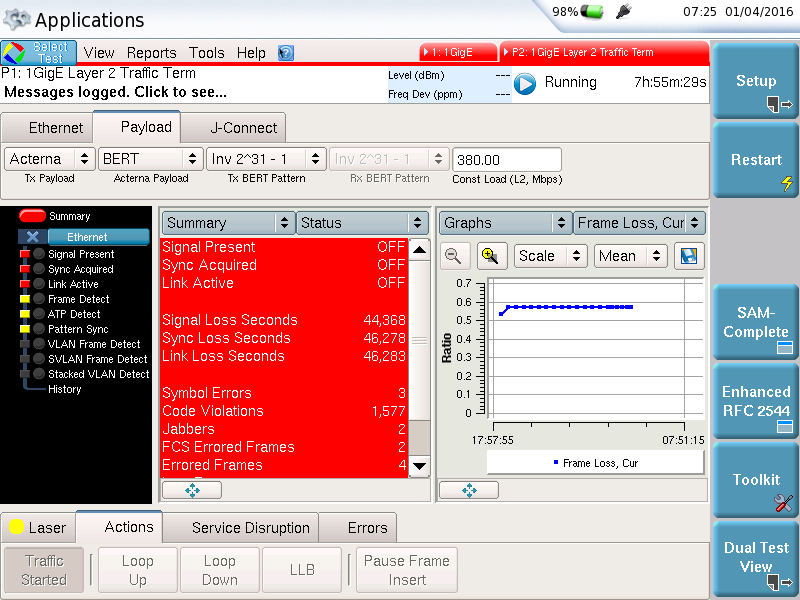 Applications
98%
07:25 01/04/2016
Select Test
View Reports Tools Help
1: 1GigE
P2: 1GigE Layer 2 Traffic Term
P1: 1GigE Layer 2 Traffic Term
Messages logged. Click to see...
Level (dBm) ---
Freq Dev (ppm) ---
Running
7h:55m:29s
Setup
Restart
Ethernet
Payload
J-Connect
Acterna
BERT
Inv 2^31 - 1
Inv 2^31 - 1
380.00
Tx Payload
Acterna Payload
Tx BERT Pattern
Rx BERT Pattern
Const Load (L2, Mbps)
Summary
Ethernet
Signal Present
Sync Acquired
Link Active
Frame Detect
ATP Detect
Pattern Sync
VLAN Frame Detect
SVLAN Frame Detect
Stacked VLAN Detect
History
Summary
Status
Signal Present OFF
Sync Acquired OFF
Link Active OFF
Signal Loss Seconds 44,368
Sync Loss Seconds 46,278
Link Loss Seconds 46,283
Symbol Errors 3
Code Violations 1,577
Jabbers 2
FCS Errored Frames 2
Errored Frames 4
Graphs
Frame Loss, Cur
Scale
Mean
0.7
0.6
0.5
0.4
0.3
0.2
0.1
0
Ratio
17:57:55
07:51:15
Frame Loss, Cur
SAM-
Complete
Enhanced
RFC 2544
Toolkit
Dual Test
View
Laser
Actions
Service Disruption
Errors
Traffic
Started
Loop
Up
Loop
Down
LLB
Pause Frame
Insert